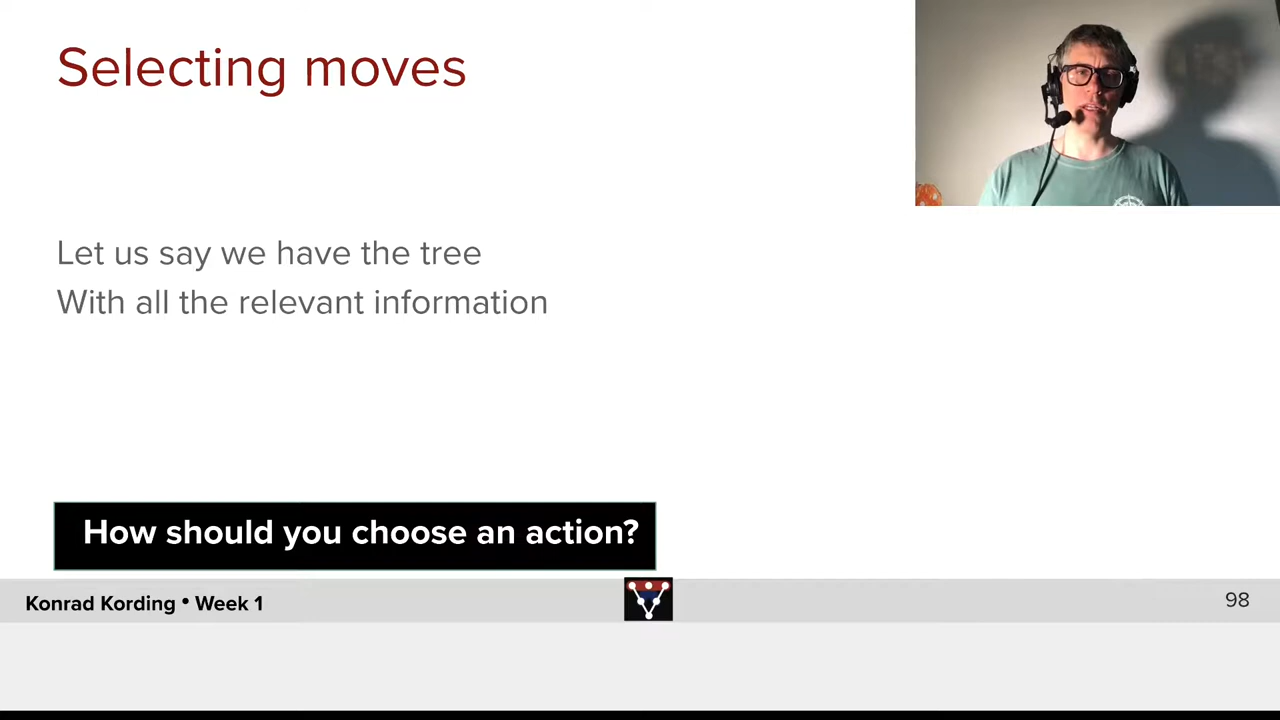 Selecting moves
Let us say we have the tree
With all the relevant information
How should you choose an action?
Konrad Kording • Week 1
98